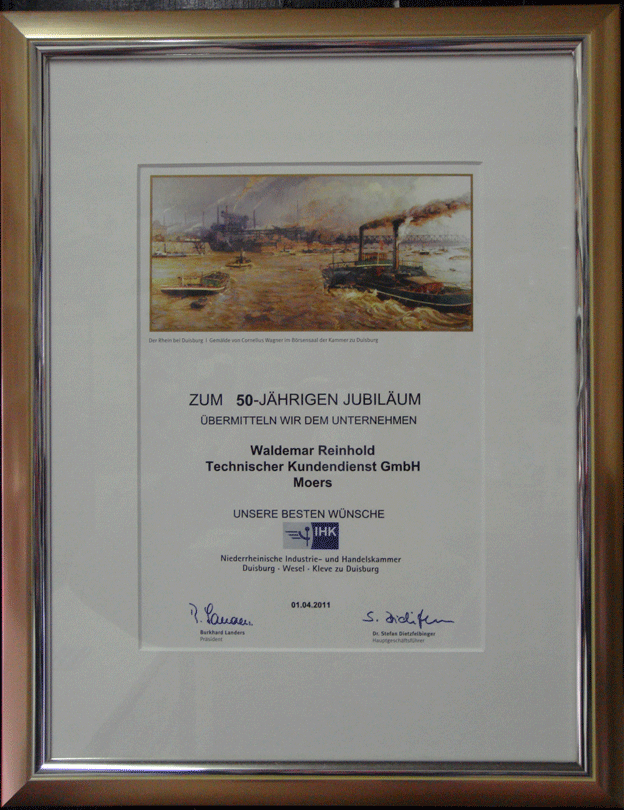 Der Rhein bei Duisburg | Gemälde von Cornelius Wagner im Börsensaal der Kammer zu Duisburg
ZUM 50-JÄHRIGEN JUBILÄUM
ÜBERMITTELN WIR DEM UNTERNEHMEN
Waldemar Reinhold
Technischer Kundendienst GmbH
Moers
UNSERE BESTEN WÜNSCHE
IHK
Niederrheinische Industrie- und Handelskammer
Duisburg - Wesel - Kleve zu Duisburg
01.04.2011
Burkhard Landers
Präsident
Dr. Stefan Dietzfelbinger
Hauptgeschäftsführer